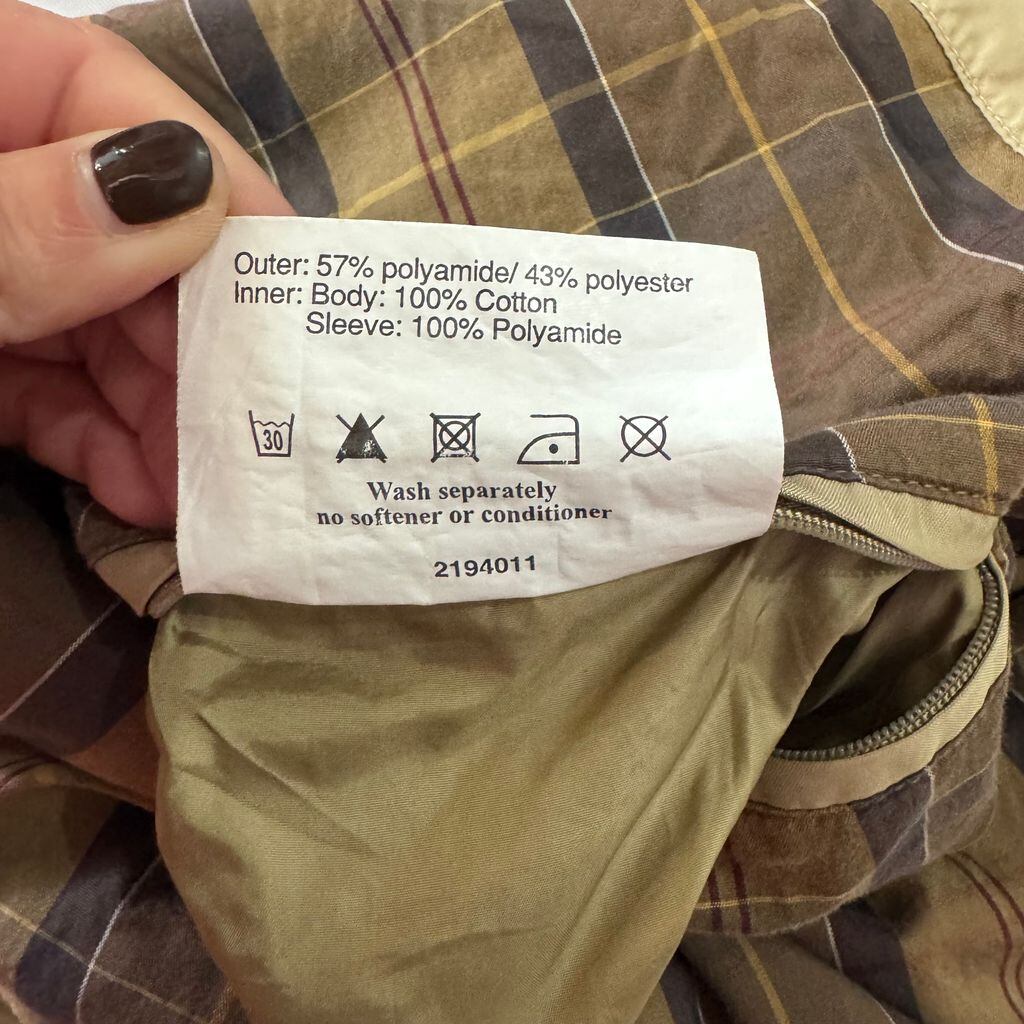 Outer: 57% polyamide/ 43% polyester
Inner: Body: 100% Cotton
Sleeve: 100% Polyamide
30
Wash separately
no softener or conditioner
2194011